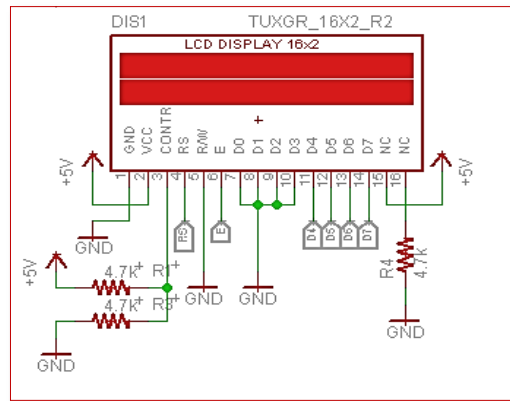 DIS1 TUXGR_16X2_R2
LCD DISPLAY 16x2
GND VCC CONTR RS R/W E D0 D1 D2 D3 D4 D5 D6 D7 NC NC
1 2 3 4 5 6 7 8 9 10 11 12 13 14 15 16
+5V +5V
RS E D4 D5 D6 D7
GND
+5V 4.7K R1
R4 4.7K
4.7K R3
GND GND
GND
GND